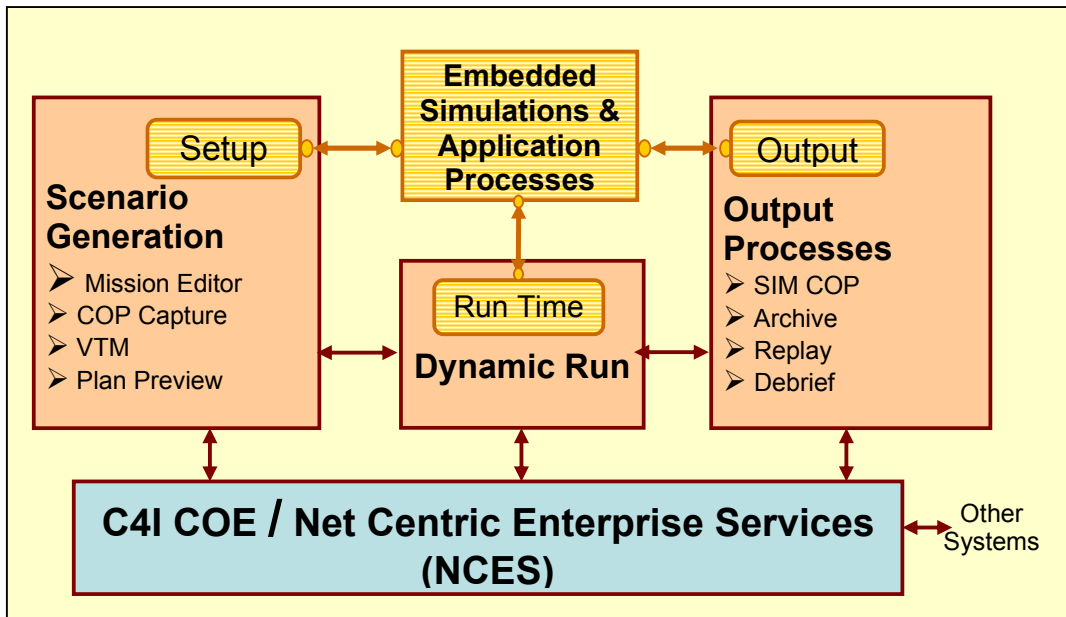 Embedded
Simulations &
Application
Processes
Setup
Scenario
Generation
➢ Mission Editor
➢ COP Capture
➢ VTM
➢ Plan Preview
Run Time
Dynamic Run
Output
Output
Processes
➢ SIM COP
➢ Archive
➢ Replay
➢ Debrief
C4I COE / Net Centric Enterprise Services
(NCES)
Other
Systems